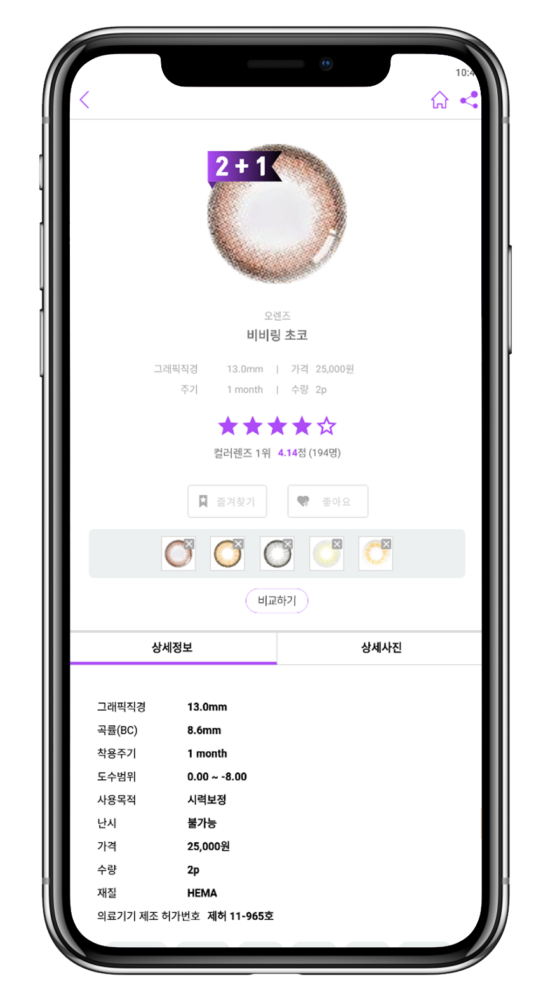 10:4
2 + 1
오렌즈
비비링 초코
그래픽직경 13.0mm | 가격 25,000원
주기 1 month | 수량 2p
컬러렌즈 1위 4.14점 (194명)
즐겨찾기 좋아요
비교하기
상세정보 상세사진
그래픽직경 13.0mm
곡률(BC) 8.6mm
착용주기 1 month
도수범위 0.00 ~ -8.00
사용목적 시력보정
난시 불가능
가격 25,000원
수량 2p
재질 HEMA
의료기기 제조 허가번호 제허 11-965호